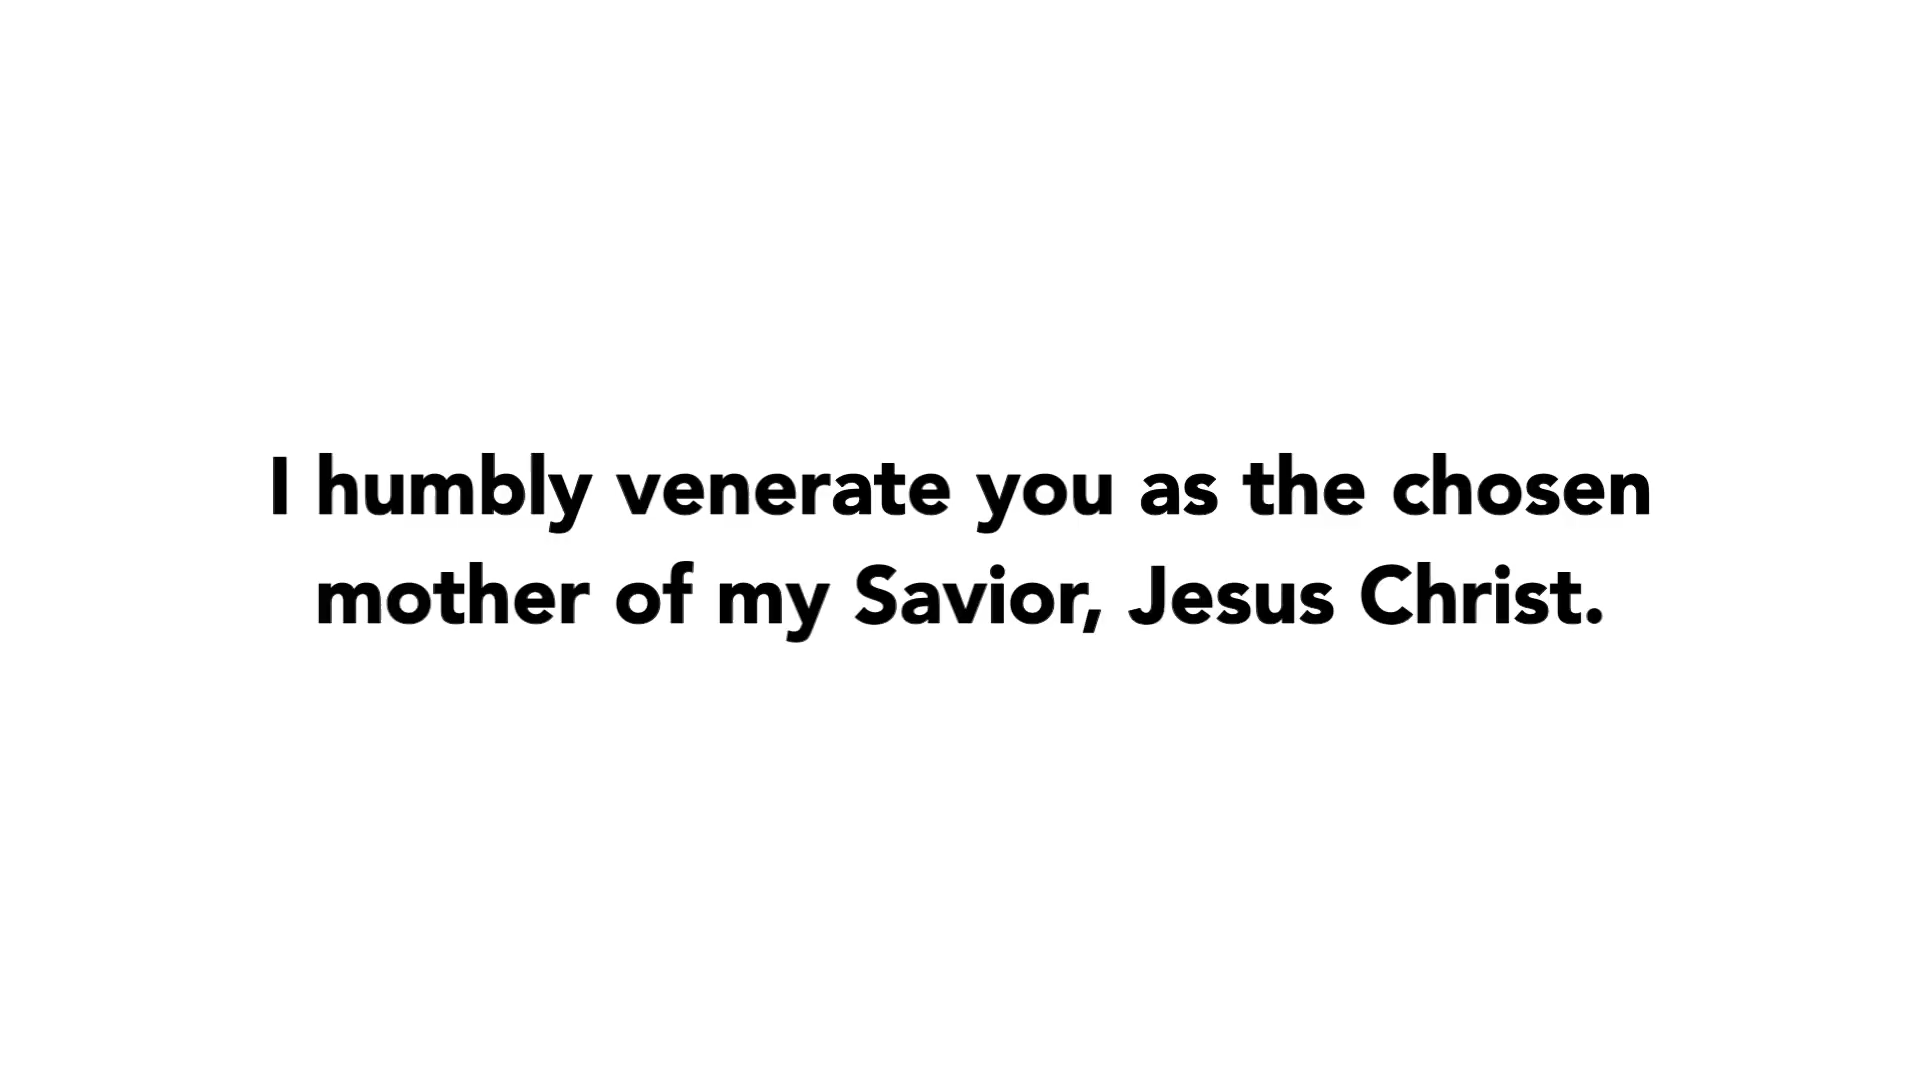 I humbly venerate you as the chosen
mother of my Savior, Jesus Christ.